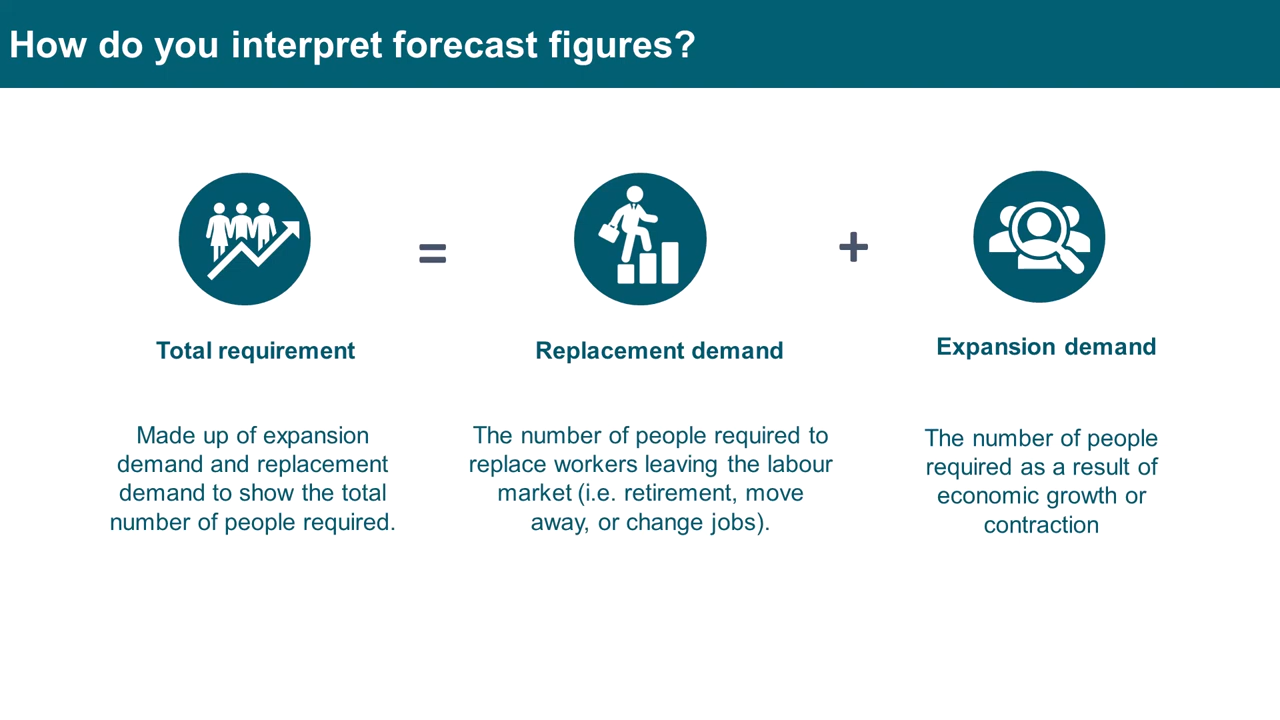 How do you interpret forecast figures?
=
+
Total requirement
Replacement demand
Expansion demand
Made up of expansion
demand and replacement
demand to show the total
number of people required.
The number of people required to
replace workers leaving the labour
market (i.e. retirement, move
away, or change jobs).
The number of people
required as a result of
economic growth or
contraction